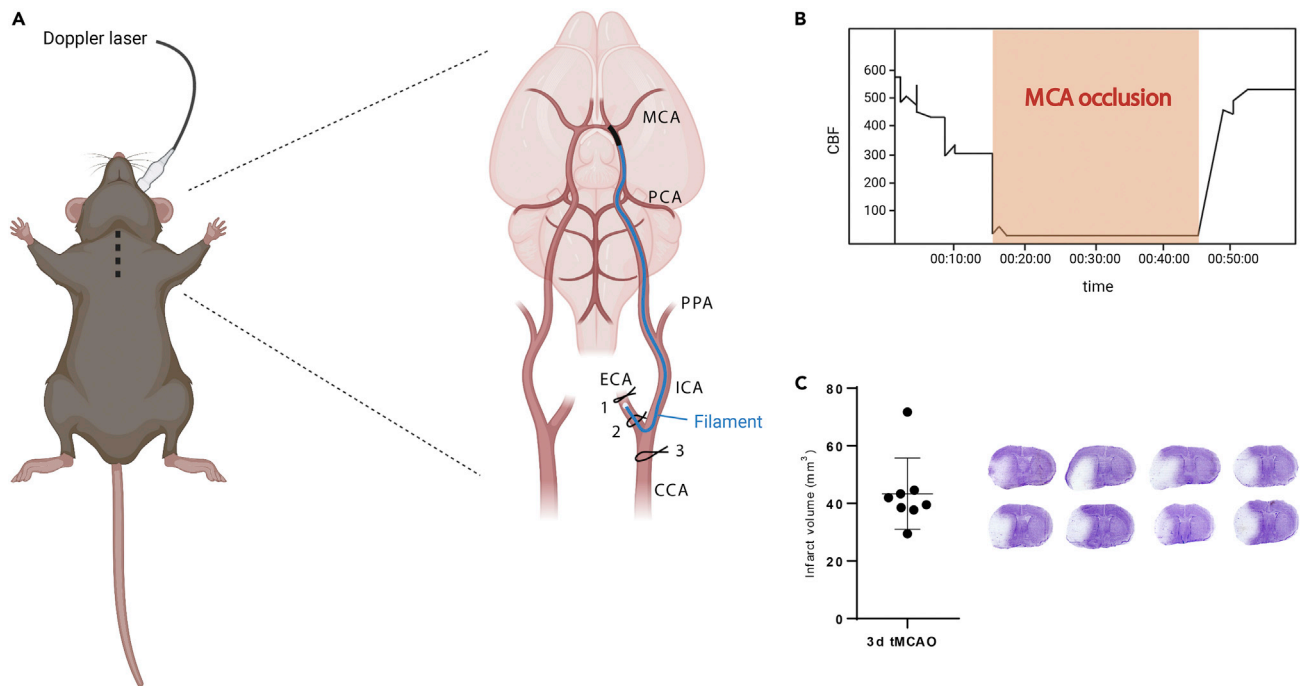 A
Doppler laser
MCA
PCA
PPA
ECA
ICA
1
2
Filament
3
CCA
B
600
500
400
300
200
100
CBF
MCA occlusion
00:10:00
00:20:00
00:30:00
00:40:00
00:50:00
time
C
80
60
40
20
0
Infarct volume (mm³)
3d tMCAO